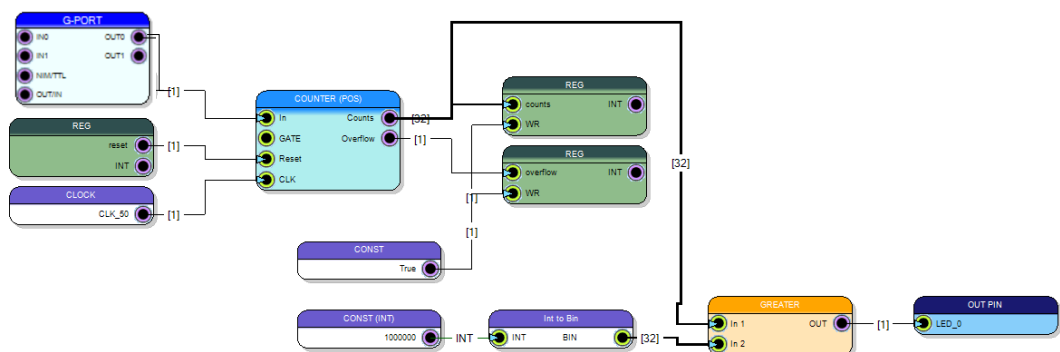 G-PORT
IN0 OUT0
IN1 OUT1
NIM/TTL
OUT/IN
[1]
REG
reset
INT
[1]
CLOCK
CLK_50
[1]
COUNTER (POS)
In Counts
GATE Overflow
Reset
CLK
[32]
[1]
REG
counts INT
WR
REG
overflow INT
WR
[1]
[1]
[32]
CONST
True
CONST (INT)
1000000
INT
Int to Bin
INT BIN
[32]
GREATER
In 1 OUT
In 2
[1]
OUT PIN
LED_0